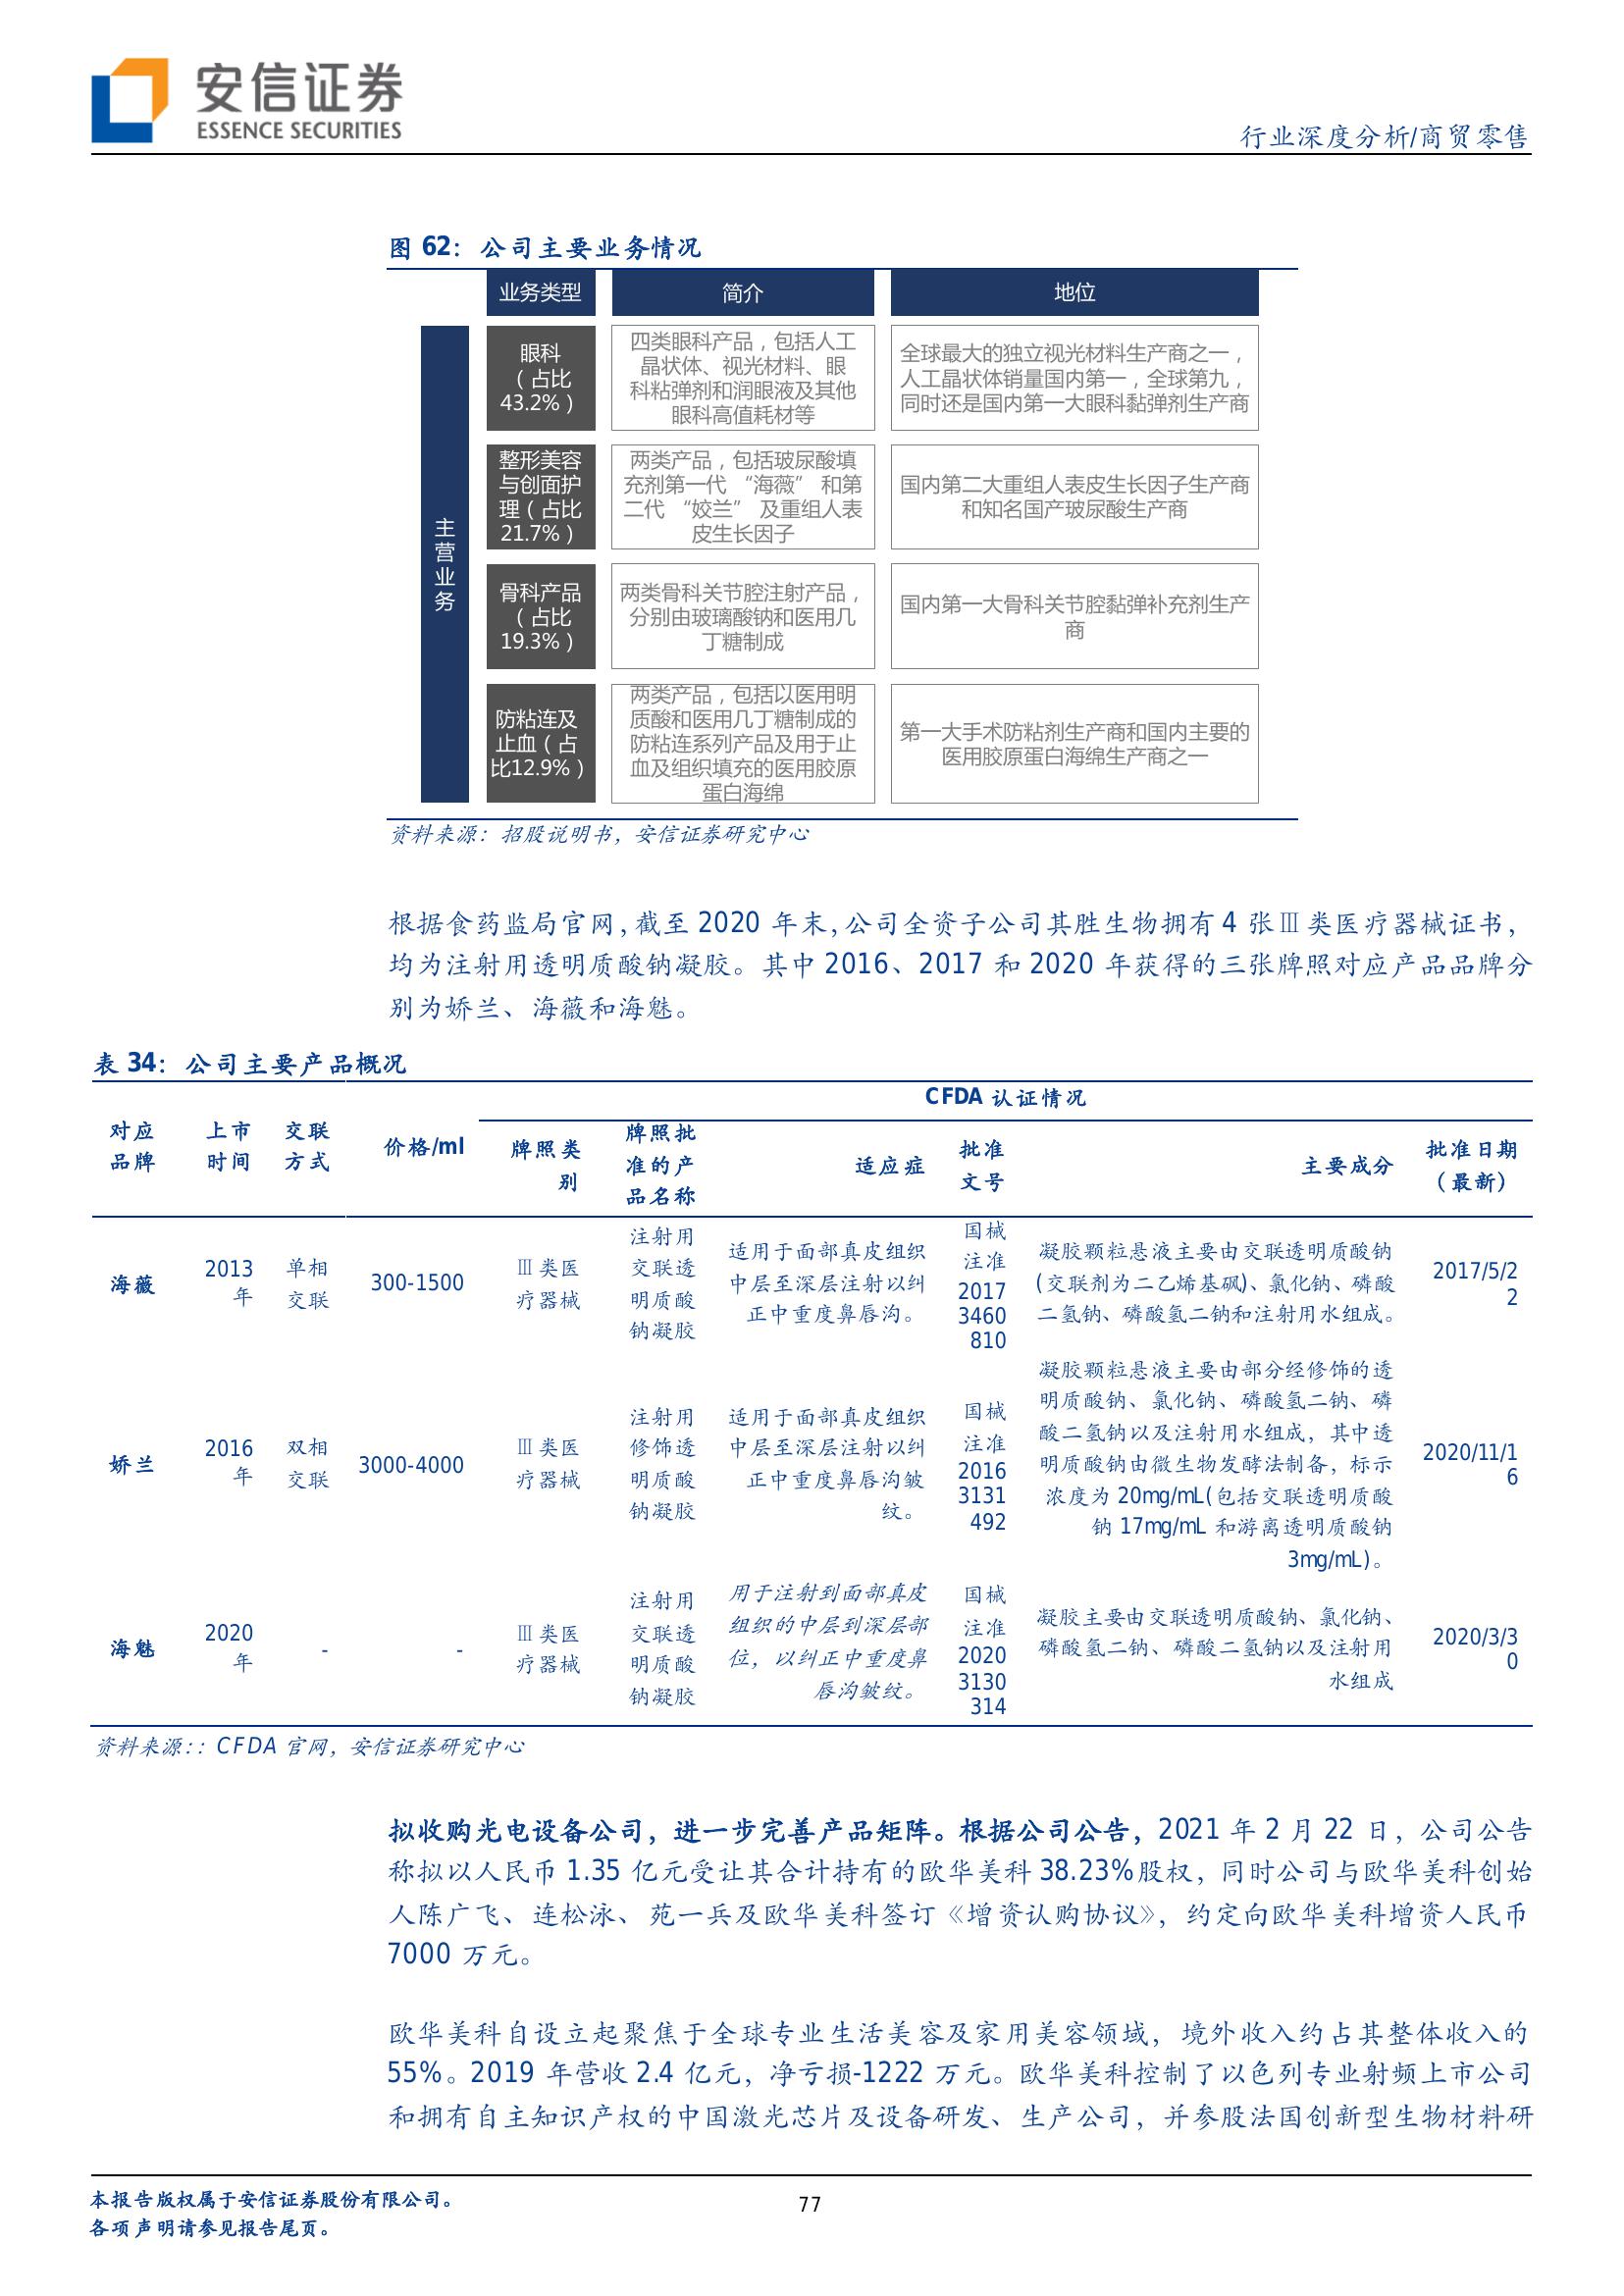 安信证券
ESSENCE SECURITIES
行业深度分析/商贸零售
图 62：公司主要业务情况
业务类型
简介
地位
主
营
业
务
眼科
（占比
43.2%）
四类眼科产品，包括人工
晶状体、视光材料、眼
科粘弹剂和润眼液及其他
眼科高值耗材等
全球最大的独立视光材料生产商之一，
人工晶状体销量国内第一，全球第九，
同时还是国内第一大眼科黏弹剂生产商
整形美容
与创面护
理（占比
21.7%）
两类产品，包括玻尿酸填
充剂第一代 “海薇” 和第
二代 “姣兰” 及重组人表
皮生长因子
国内第二大重组人表皮生长因子生产商
和知名国产玻尿酸生产商
骨科产品
（占比
19.3%）
两类骨科关节腔注射产品，
分别由玻璃酸钠和医用几
丁糖制成
国内第一大骨科关节腔黏弹补充剂生产
商
防粘连及
止血（占
比12.9%）
两类产品，包括以医用明
质酸和医用几丁糖制成的
防粘连系列产品及用于止
血及组织填充的医用胶原
蛋白海绵
第一大手术防粘剂生产商和国内主要的
医用胶原蛋白海绵生产商之一
资料来源：招股说明书，安信证券研究中心
根据食药监局官网，截至 2020 年末，公司全资子公司其胜生物拥有 4 张Ⅲ类医疗器械证书，
均为注射用透明质酸钠凝胶。其中 2016、2017 和 2020 年获得的三张牌照对应产品品牌分
别为娇兰、海薇和海魅。
表 34：公司主要产品概况
CFDA 认证情况
对应
品牌
上市
时间
交联
方式
价格/ml
牌照类
别
牌照批
准的产
品名称
适应症
批准
文号
主要成分
批准日期
（最新）
海薇
2013
年
单相
交联
300-1500
Ⅲ类医
疗器械
注射用
交联透
明质酸
钠凝胶
适用于面部真皮组织
中层至深层注射以纠
正中重度鼻唇沟。
国械
注准
2017
3460
810
凝胶颗粒悬液主要由交联透明质酸钠
(交联剂为二乙烯基砜)、氯化钠、磷酸
二氢钠、磷酸氢二钠和注射用水组成。
2017/5/2
2
娇兰
2016
年
双相
交联
3000-4000
Ⅲ类医
疗器械
注射用
修饰透
明质酸
钠凝胶
适用于面部真皮组织
中层至深层注射以纠
正中重度鼻唇沟皱
纹。
国械
注准
2016
3131
492
凝胶颗粒悬液主要由部分经修饰的透
明质酸钠、氯化钠、磷酸氢二钠、磷
酸二氢钠以及注射用水组成，其中透
明质酸钠由微生物发酵法制备，标示
浓度为 20mg/mL(包括交联透明质酸
钠 17mg/mL 和游离透明质酸钠
3mg/mL)。
2020/11/1
6
海魅
2020
年
-
-
Ⅲ类医
疗器械
注射用
交联透
明质酸
钠凝胶
用于注射到面部真皮
组织的中层到深层部
位，以纠正中重度鼻
唇沟皱纹。
国械
注准
2020
3130
314
凝胶主要由交联透明质酸钠、氯化钠、
磷酸氢二钠、磷酸二氢钠以及注射用
水组成
2020/3/3
0
资料来源：：CFDA 官网，安信证券研究中心
拟收购光电设备公司，进一步完善产品矩阵。根据公司公告，2021 年 2 月 22 日，公司公告
称拟以人民币 1.35 亿元受让其合计持有的欧华美科 38.23%股权，同时公司与欧华美科创始
人陈广飞、连松泳、苑一兵及欧华美科签订《增资认购协议》，约定向欧华美科增资人民币
7000 万元。
欧华美科自设立起聚焦于全球专业生活美容及家用美容领域，境外收入约占其整体收入的
55%。2019 年营收 2.4 亿元，净亏损-1222 万元。欧华美科控制了以色列专业射频上市公司
和拥有自主知识产权的中国激光芯片及设备研发、生产公司，并参股法国创新型生物材料研
本报告版权属于安信证券股份有限公司。
各项声明请参见报告尾页。
77